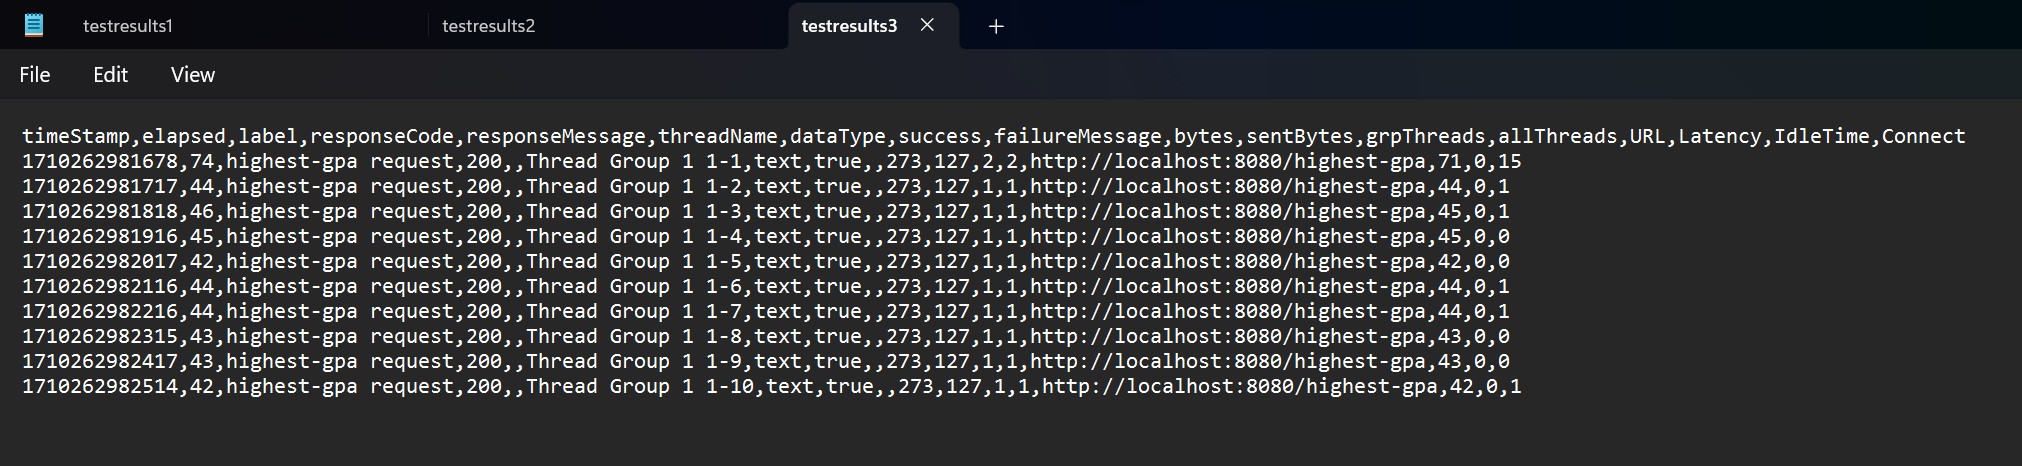 testresults1 testresults2 testresults3
File Edit View
timeStamp,elapsed,label,responseCode,responseMessage,threadName,dataType,success,failureMessage,bytes,sentBytes,grpThreads,allThreads,URL,Latency,IdleTime,Connect
1710262981678,74,highest-gpa request,200,,Thread Group 1 1-1,text,true,,273,127,2,2,http://localhost:8080/highest-gpa,71,0,15
1710262981717,44,highest-gpa request,200,,Thread Group 1 1-2,text,true,,273,127,1,1,http://localhost:8080/highest-gpa,44,0,1
1710262981818,46,highest-gpa request,200,,Thread Group 1 1-3,text,true,,273,127,1,1,http://localhost:8080/highest-gpa,45,0,1
1710262981916,45,highest-gpa request,200,,Thread Group 1 1-4,text,true,,273,127,1,1,http://localhost:8080/highest-gpa,45,0,0
1710262982017,42,highest-gpa request,200,,Thread Group 1 1-5,text,true,,273,127,1,1,http://localhost:8080/highest-gpa,42,0,0
1710262982116,44,highest-gpa request,200,,Thread Group 1 1-6,text,true,,273,127,1,1,http://localhost:8080/highest-gpa,44,0,1
1710262982216,44,highest-gpa request,200,,Thread Group 1 1-7,text,true,,273,127,1,1,http://localhost:8080/highest-gpa,44,0,1
1710262982315,43,highest-gpa request,200,,Thread Group 1 1-8,text,true,,273,127,1,1,http://localhost:8080/highest-gpa,43,0,0
1710262982417,43,highest-gpa request,200,,Thread Group 1 1-9,text,true,,273,127,1,1,http://localhost:8080/highest-gpa,43,0,0
1710262982514,42,highest-gpa request,200,,Thread Group 1 1-10,text,true,,273,127,1,1,http://localhost:8080/highest-gpa,42,0,1